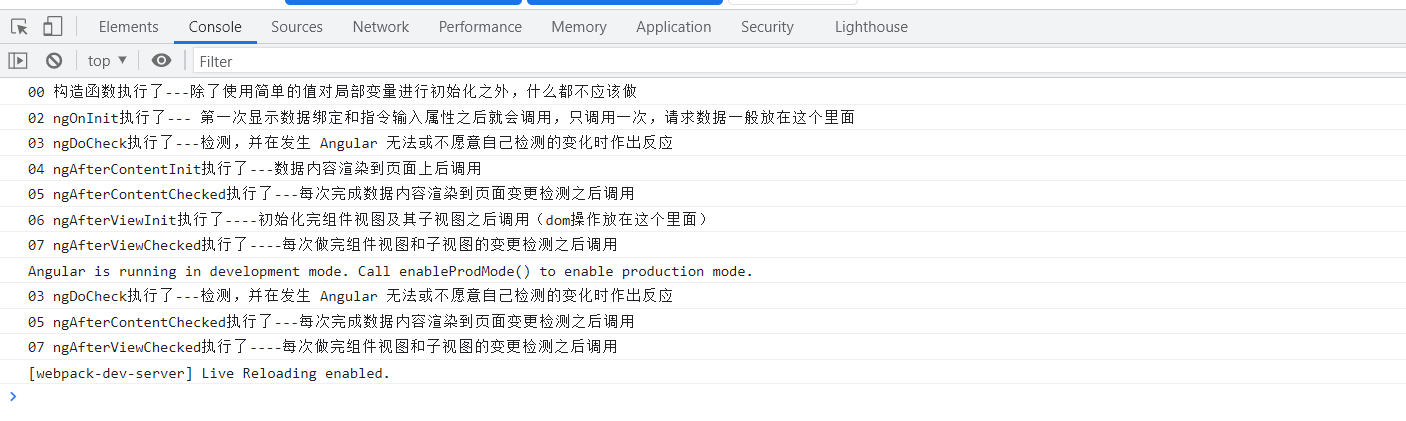 Elements Console Sources Network Performance Memory Application Security Lighthouse
top ▼ Filter
00 构造函数执行了---除了使用简单的值对局部变量进行初始化之外，什么都不应该做
02 ngOnInit执行了--- 第一次显示数据绑定和指令输入属性之后就会调用，只调用一次，请求数据一般放在这个里面
03 ngDoCheck执行了---检测，并在发生 Angular 无法或不愿意自己检测的变化时作出反应
04 ngAfterContentInit执行了---数据内容渲染到页面上后调用
05 ngAfterContentChecked执行了---每次完成数据内容渲染到页面变更检测之后调用
06 ngAfterViewInit执行了----初始化完组件视图及其子视图之后调用（dom操作放在这个里面）
07 ngAfterViewChecked执行了----每次做完组件视图和子视图的变更检测之后调用
Angular is running in development mode. Call enableProdMode() to enable production mode.
03 ngDoCheck执行了---检测，并在发生 Angular 无法或不愿意自己检测的变化时作出反应
05 ngAfterContentChecked执行了---每次完成数据内容渲染到页面变更检测之后调用
07 ngAfterViewChecked执行了----每次做完组件视图和子视图的变更检测之后调用
[webpack-dev-server] Live Reloading enabled.